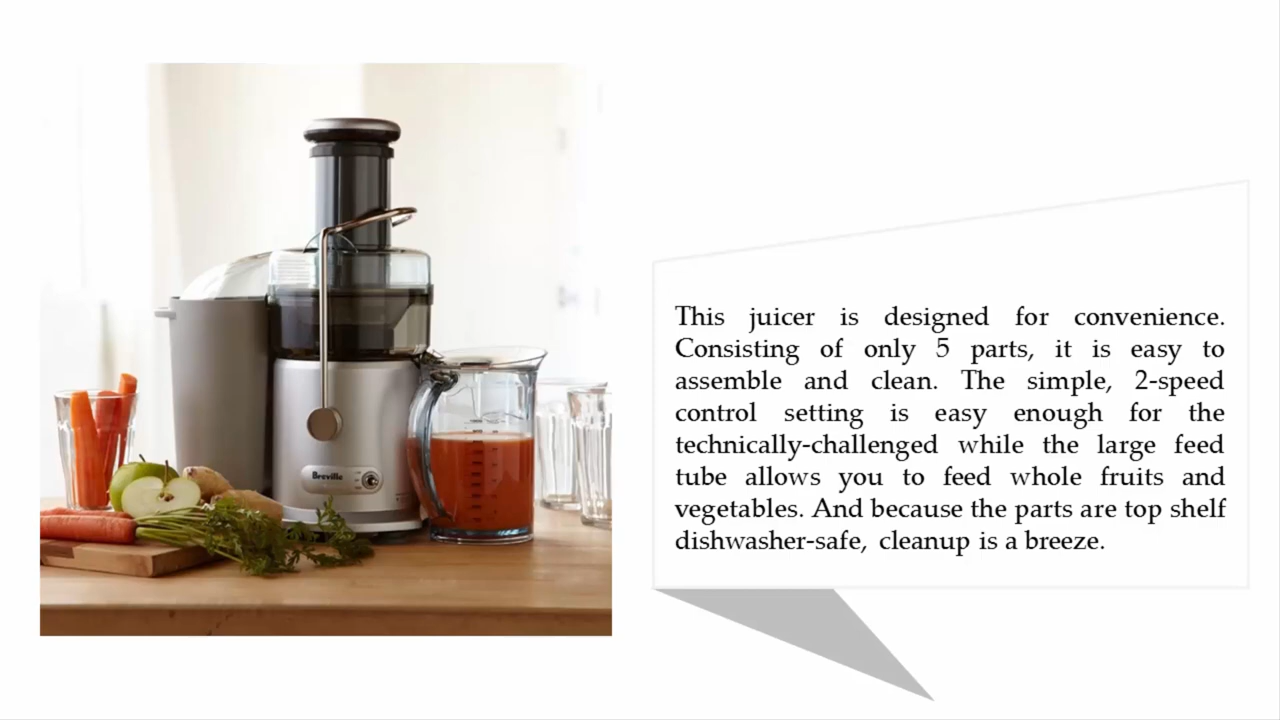 Breville
This juicer is designed for convenience.
Consisting of only 5 parts, it is easy to
assemble and clean. The simple, 2-speed
control setting is easy enough for the
technically-challenged while the large feed
tube allows you to feed whole fruits and
vegetables. And because the parts are top shelf
dishwasher-safe, cleanup is a breeze.